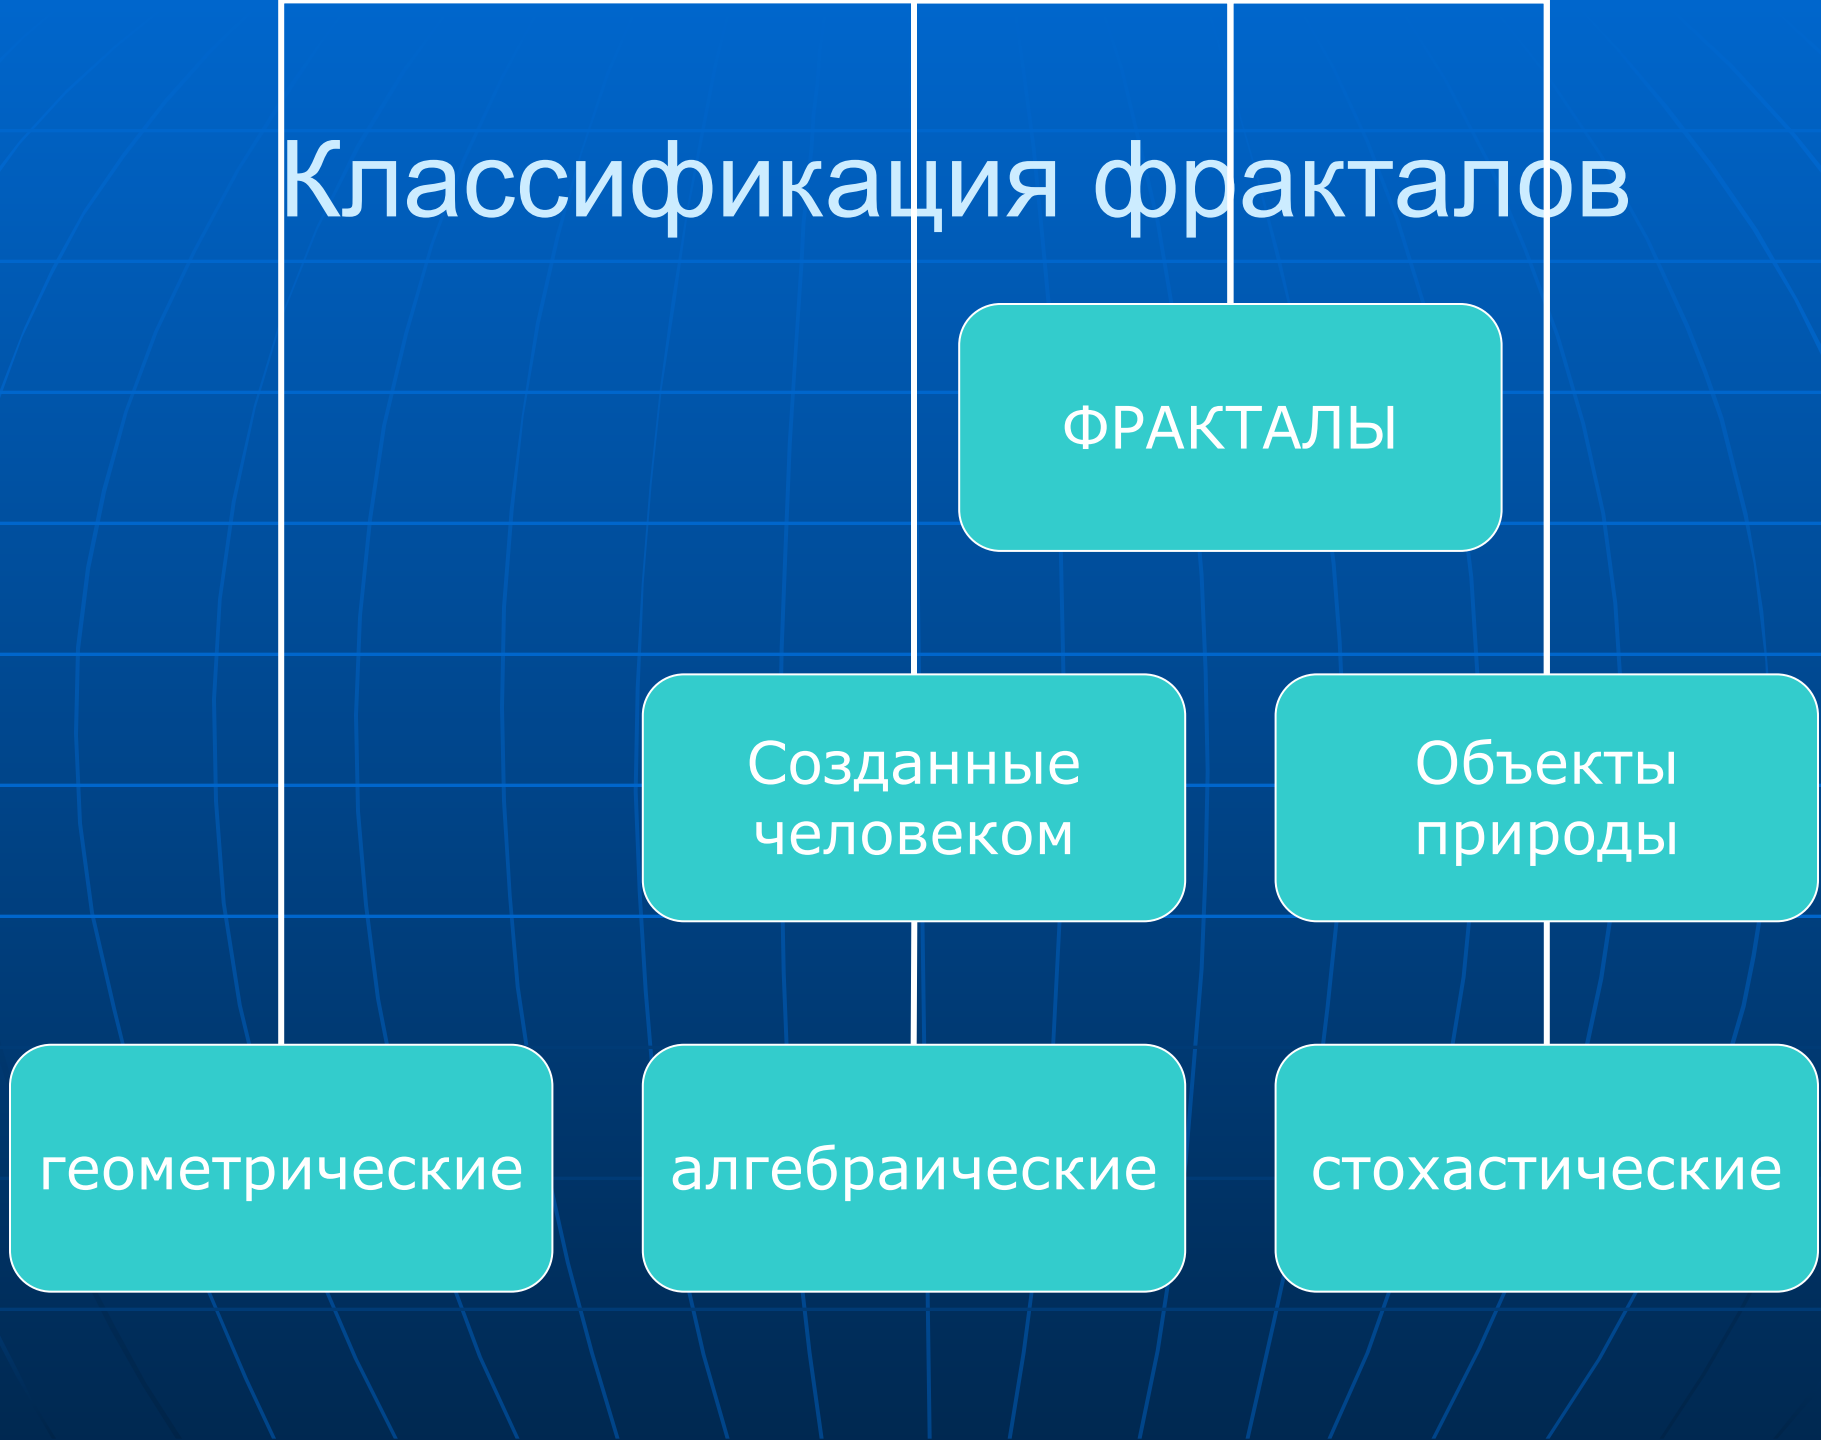 Классификация фракталов
ФРАКТАЛЫ
Созданные
человеком
Объекты
природы
геометрические
алгебраические
стохастические